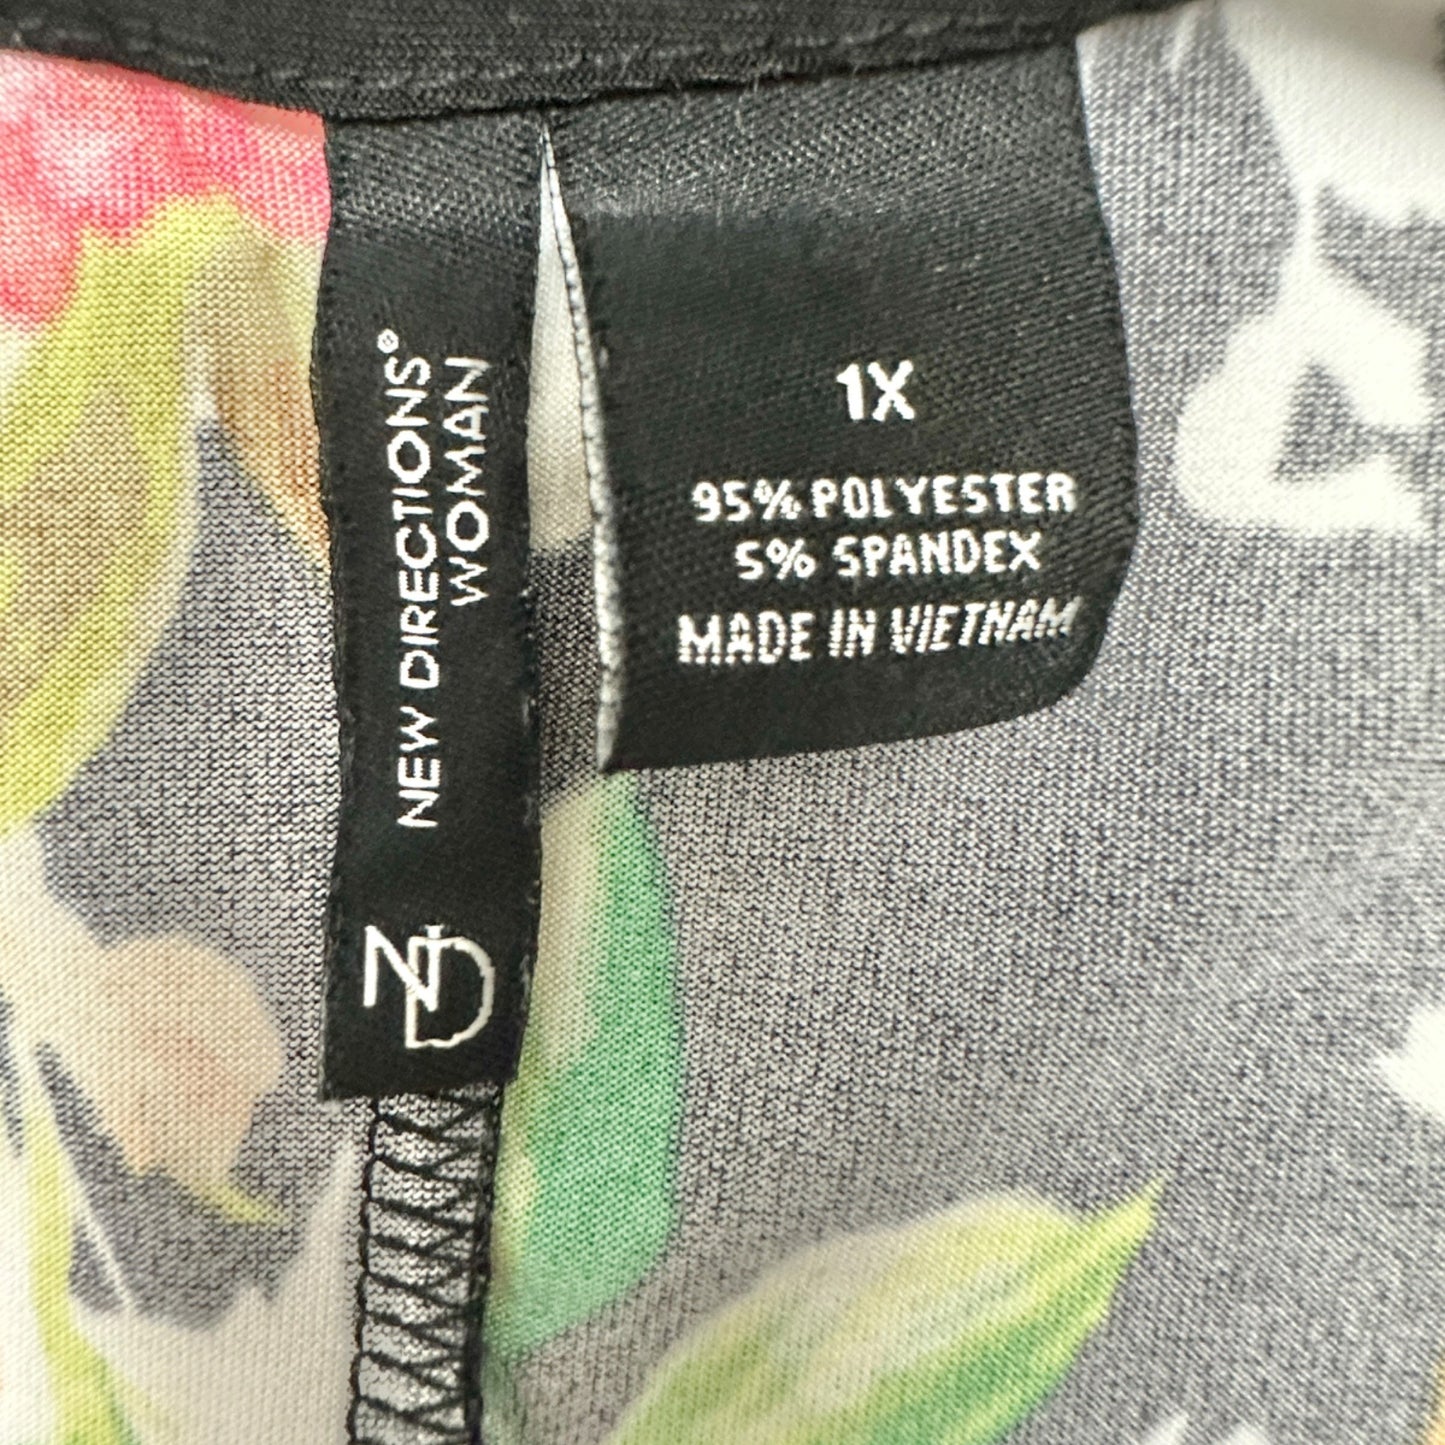 NEW DIRECTIONS®
WOMAN
ND
1X
95% POLYESTER
5% SPANDEX
MADE IN VIETNAM